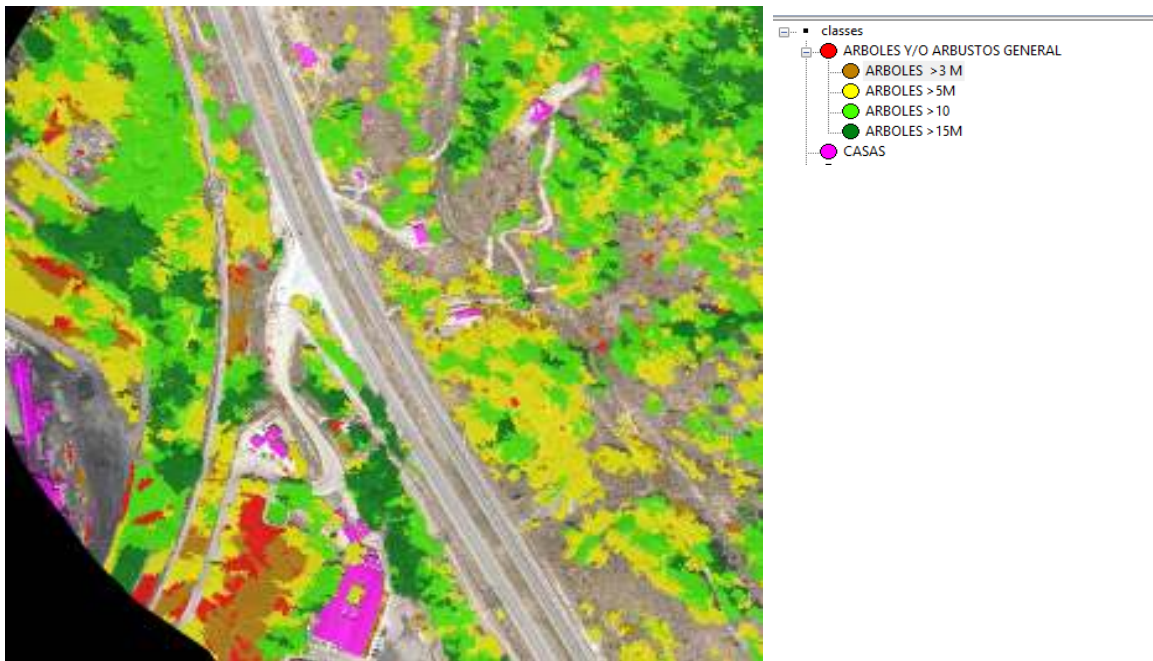 classes
ARBOLES Y/O ARBUSTOS GENERAL
ARBOLES >3 M
ARBOLES >5M
ARBOLES >10
ARBOLES >15M
CASAS